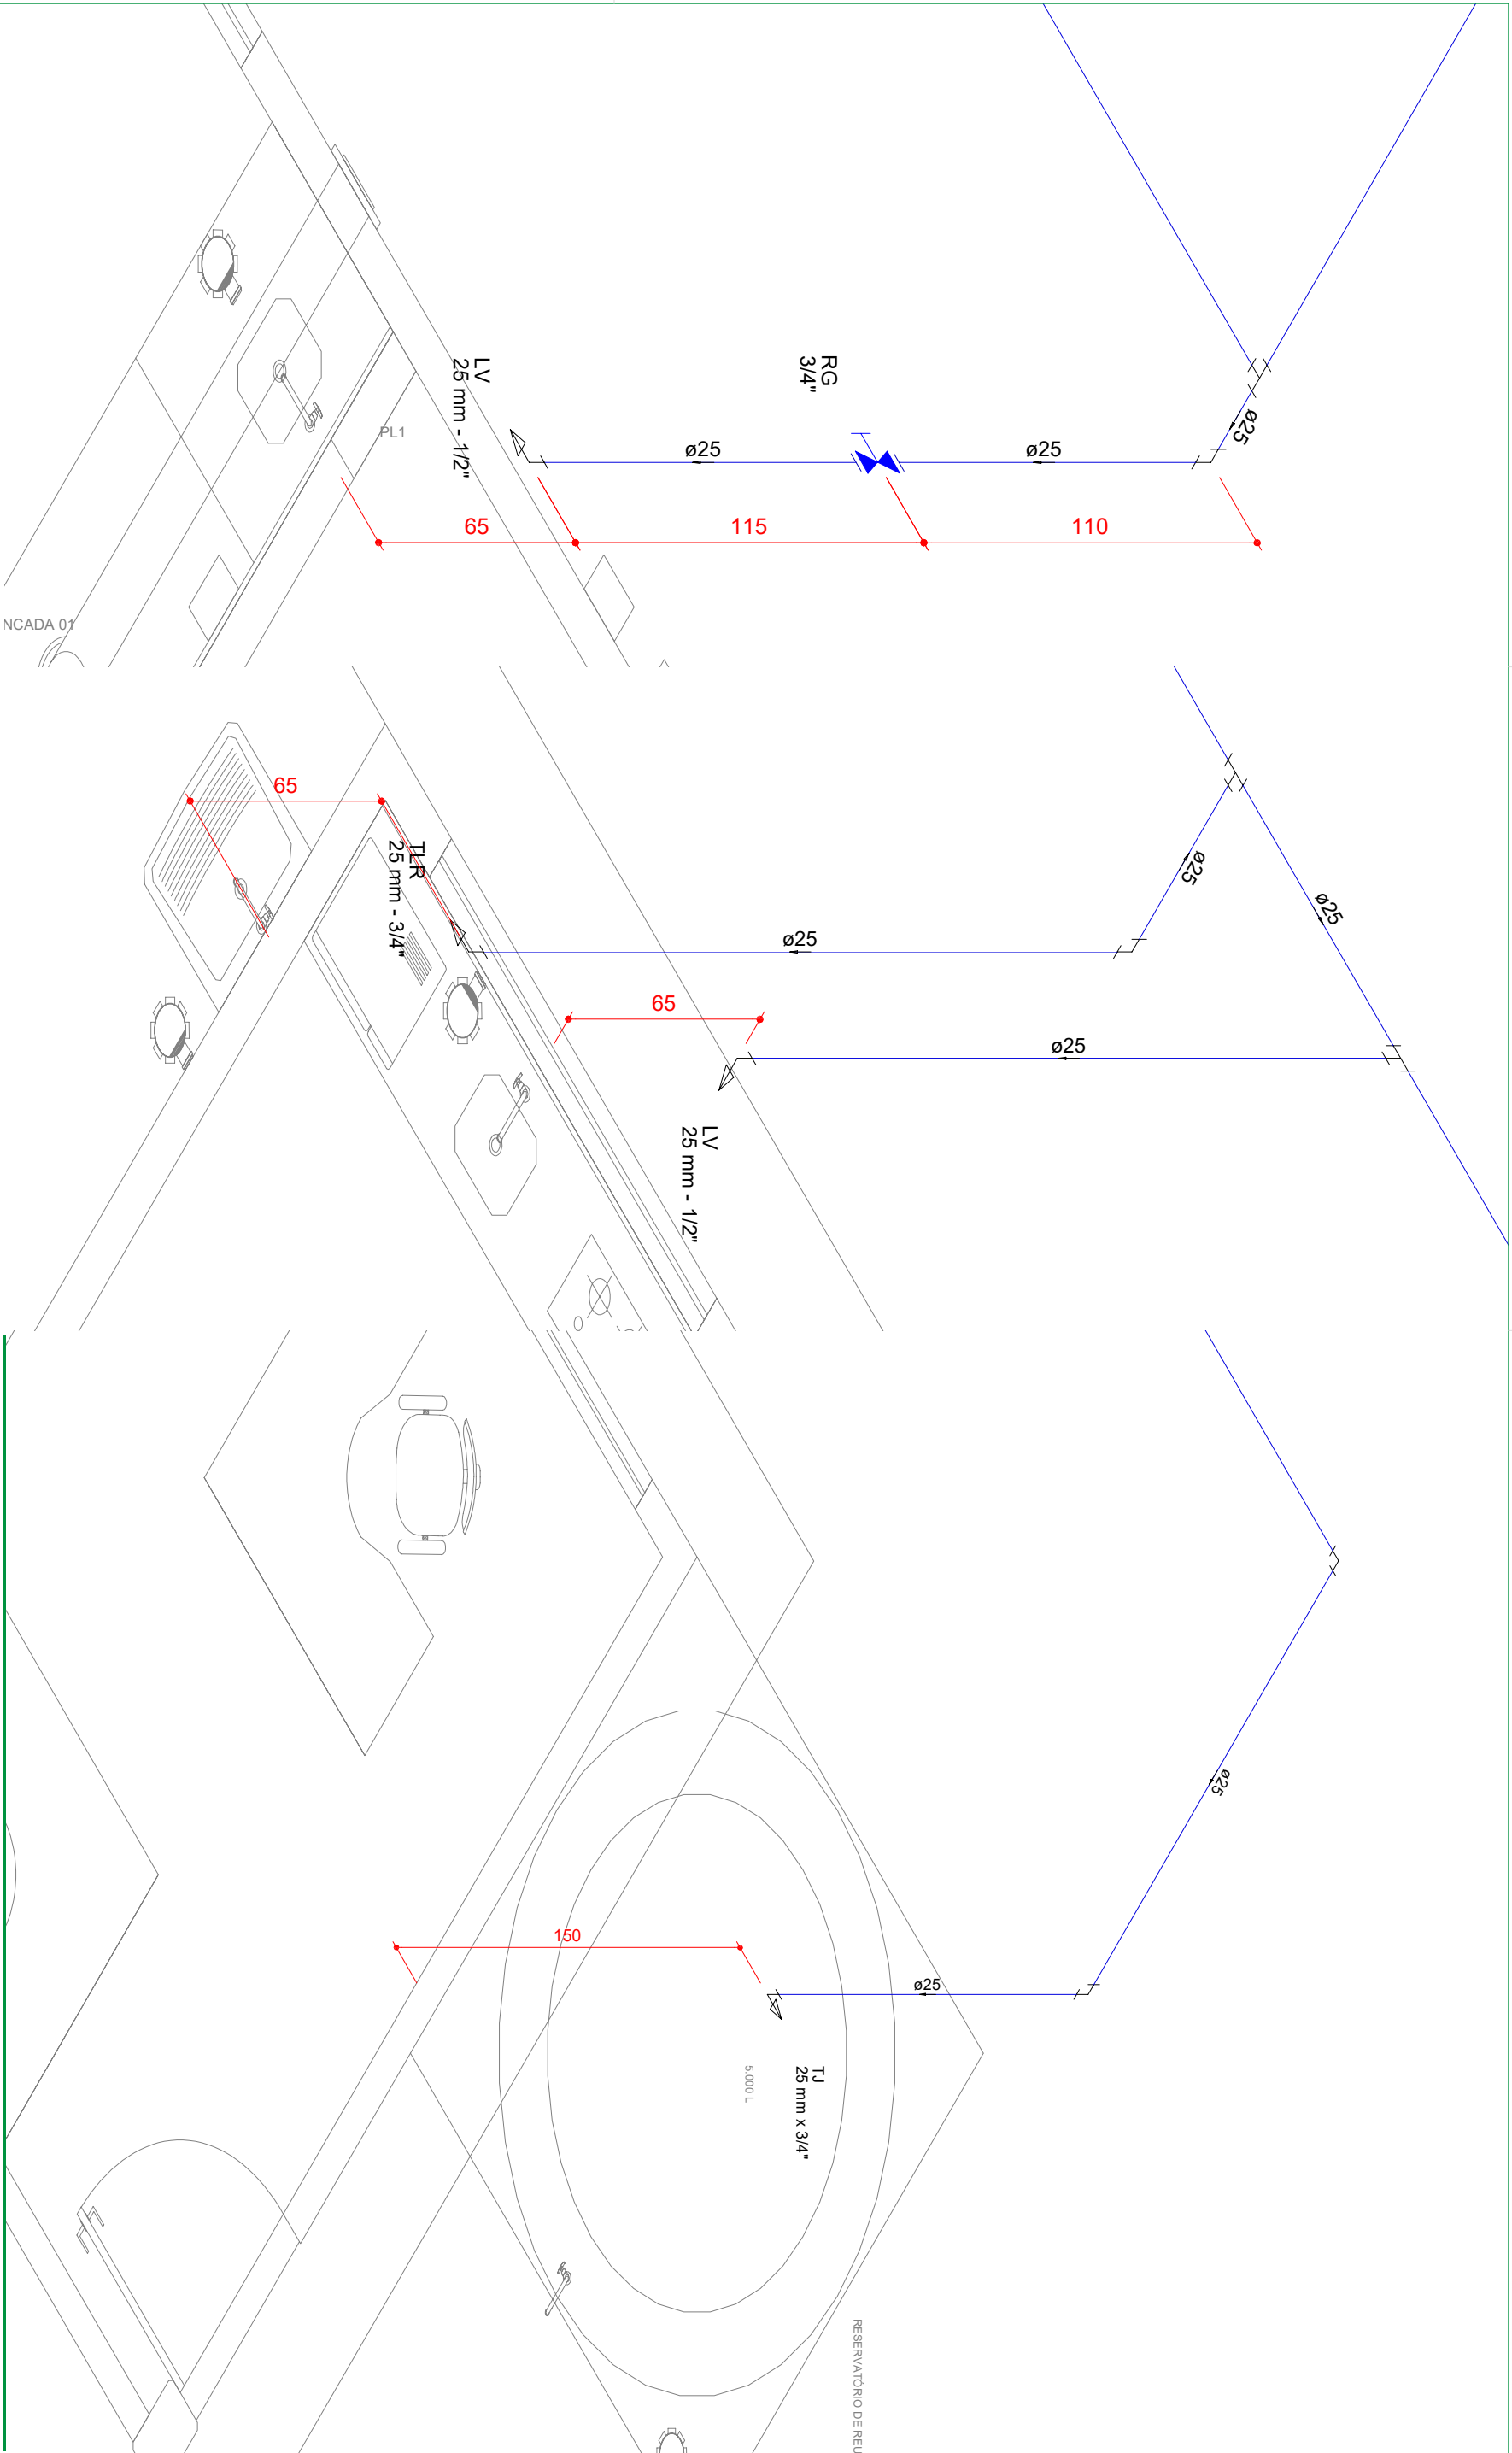 ø25
RG
3/4"
LV
25 mm - 1/2"
PL1
ø25
ø25
65
115
110
NCADA 01
65
TLR
25 mm - 3/4"
ø25
ø25
ø25
65
ø25
LV
25 mm - 1/2"
ø25
150
ø25
TJ
25 mm x 3/4"
5.000 L
RESERVATÓRIO DE REU